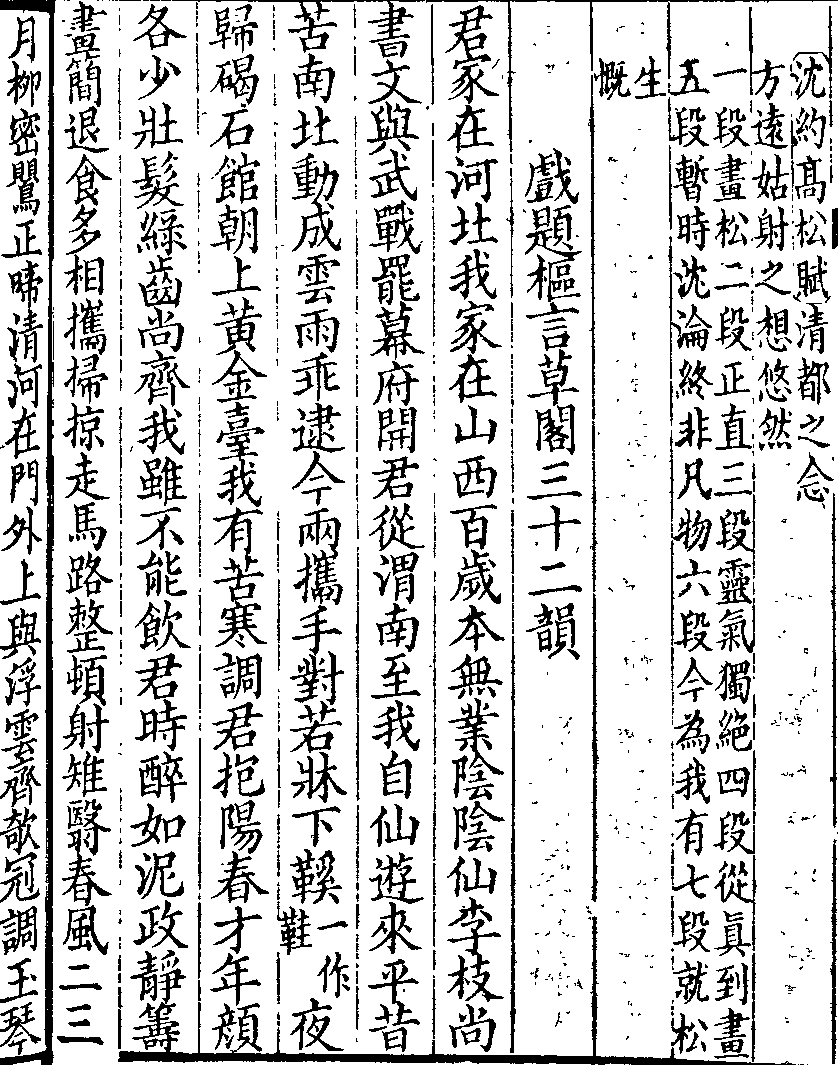 沈約髙松賦清都之念
方遠姑射之想悠然
一段畫松二段正直三段靈氣獨絶四段從眞到畫
五段暫時沈淪終非凡物六段今為我有七段就松
生
慨
戲題樞言草閣三十二韻
君家在河北我家在山西百歲本無業陰陰仙李枝尚
書文與武戰罷幕府開君從渭南至我自仙遊來平昔
苦南北動成雲雨乖逮今兩攜手對若牀下鞵一作鞋夜
歸碣石館朝上黄金臺我有苦寒調君抱陽春才年顔
各少壯髮綠齒尚齊我雖不能飲君時醉如泥政靜籌
畫簡退食多相攜掃掠走馬路整頓射雉翳春風二三
月柳密鸎正啼清河在門外上與浮雲齊欹冠調玉琴